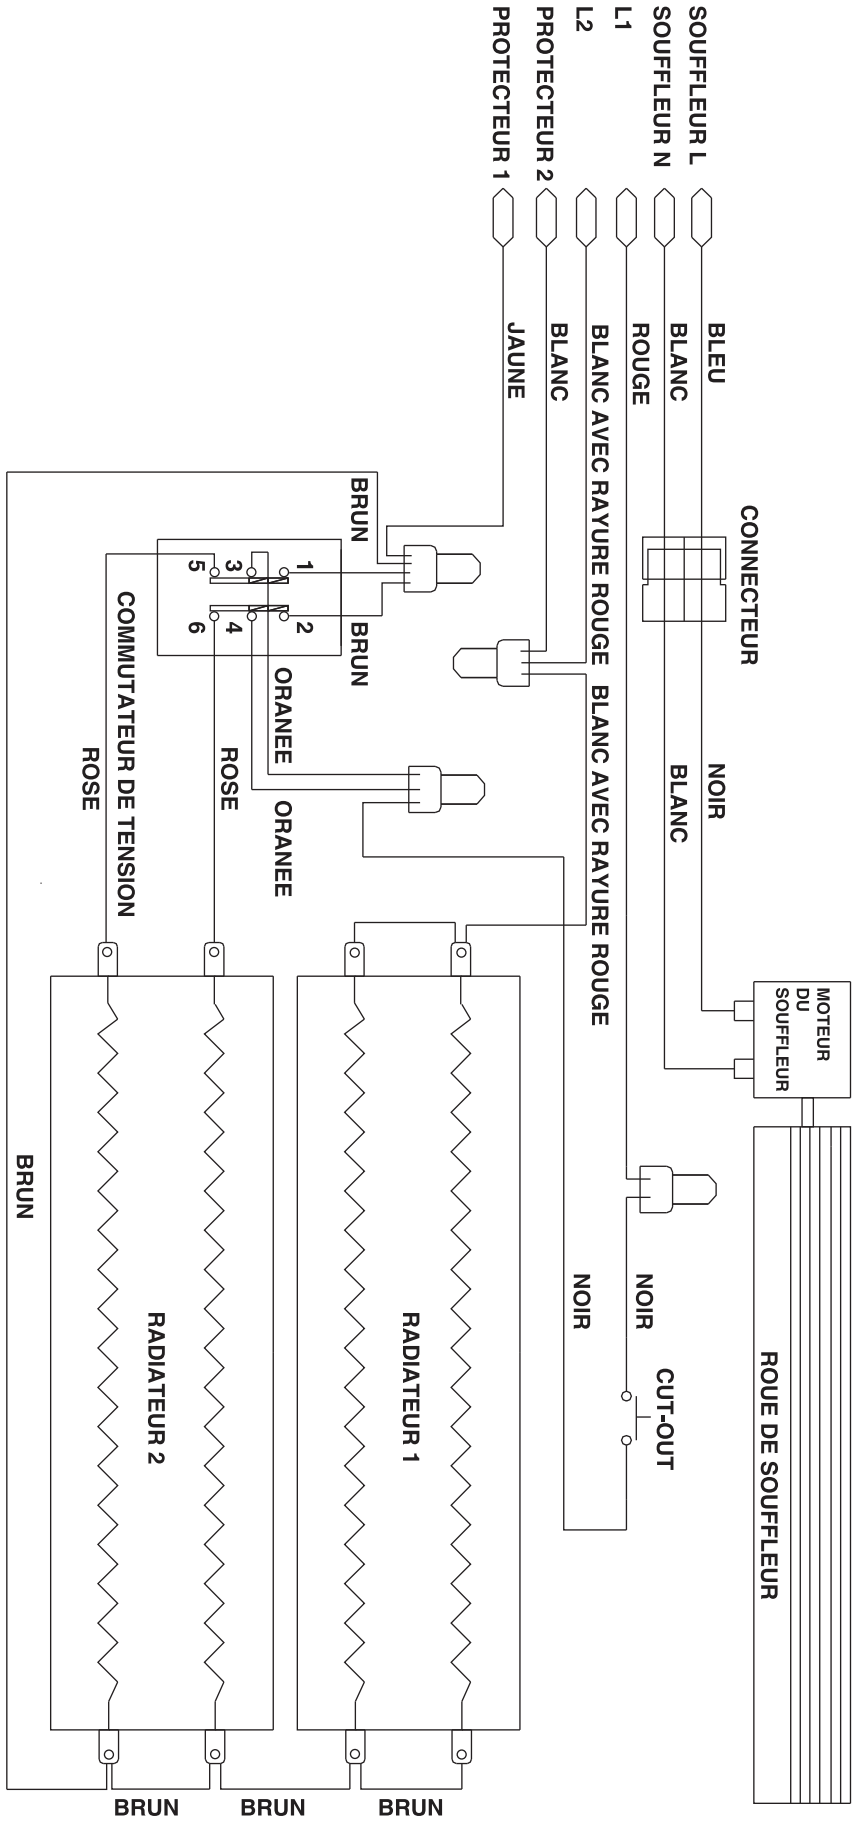 SOUFFLEUR L
SOUFFLEUR N
L1
L2
PROTECTEUR 2
PROTECTEUR 1
BLEU
BLANC
ROUGE
BLANC AVEC RAYURE ROUGE
BLANC
JAUNE
CONNECTEUR
NOIR
BLANC
BLANC AVEC RAYURE ROUGE
BRUN
BRUN
1
3
5
2
4
6
ORANEE
ORANEE
ROSE
ROSE
COMMUTATEUR DE TENSION
MOTEUR
DU
SOUFFLEUR
ROUE DE SOUFFLEUR
NOIR
NOIR
CUT-OUT
RADIATEUR 1
RADIATEUR 2
BRUN
BRUN
BRUN
BRUN